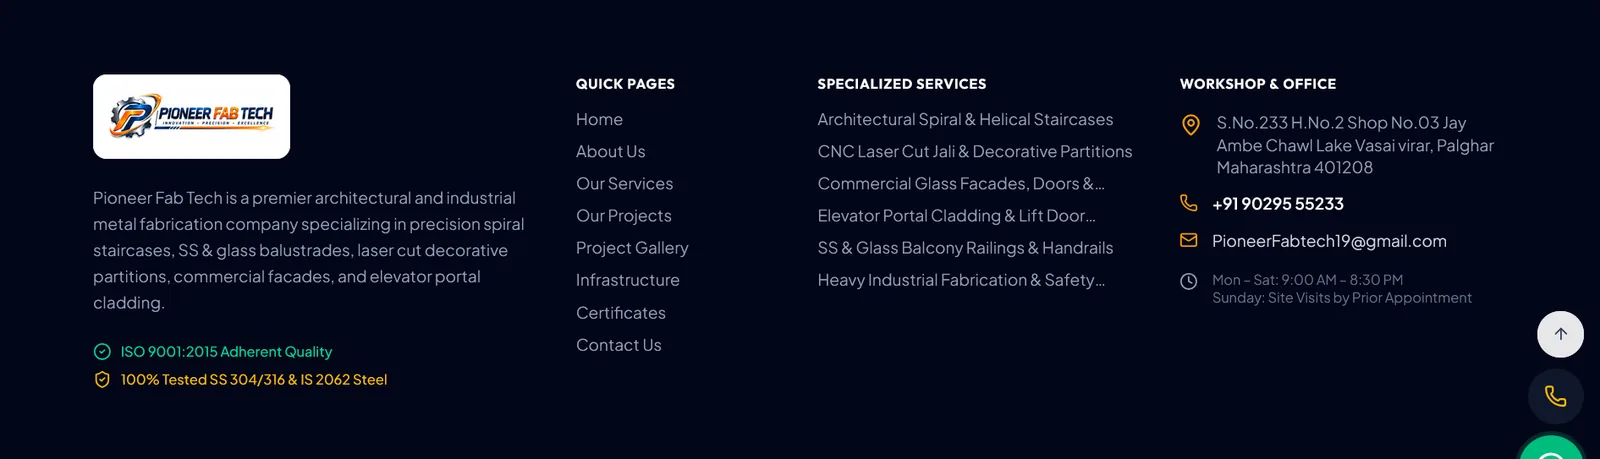 PIONEER FAB TECH
INNOVATION • PRECISION • EXCELLENCE
Pioneer Fab Tech is a premier architectural and industrial
metal fabrication company specializing in precision spiral
staircases, SS & glass balustrades, laser cut decorative
partitions, commercial facades, and elevator portal
cladding.
ISO 9001:2015 Adherent Quality
100% Tested SS 304/316 & IS 2062 Steel
QUICK PAGES
Home
About Us
Our Services
Our Projects
Project Gallery
Infrastructure
Certificates
Contact Us
SPECIALIZED SERVICES
Architectural Spiral & Helical Staircases
CNC Laser Cut Jali & Decorative Partitions
Commercial Glass Facades, Doors &...
Elevator Portal Cladding & Lift Door...
SS & Glass Balcony Railings & Handrails
Heavy Industrial Fabrication & Safety...
WORKSHOP & OFFICE
S.No.233 H.No.2 Shop No.03 Jay
Ambe Chawl Lake Vasai virar, Palghar
Maharashtra 401208
+91 90295 55233
PioneerFabtech19@gmail.com
Mon – Sat: 9:00 AM – 8:30 PM
Sunday: Site Visits by Prior Appointment